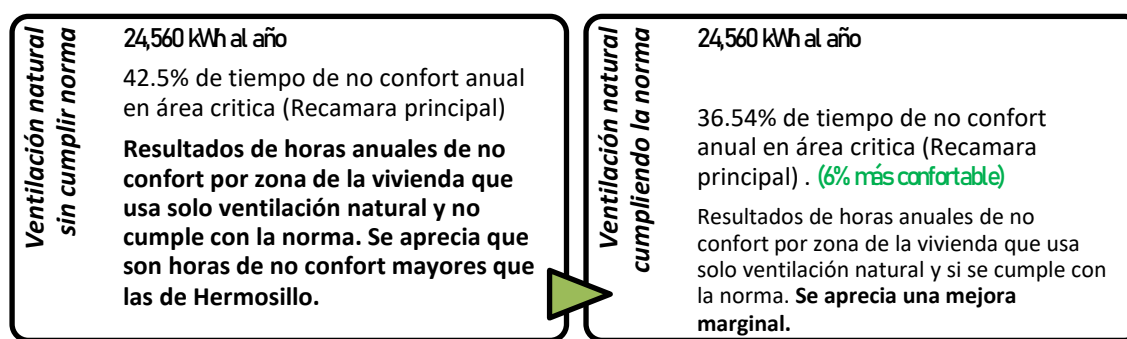 Ventilación natural
sin cumplir norma
24,560 kWh al año
42.5% de tiempo de no confort anual
en área critica (Recamara principal)
Resultados de horas anuales de no
confort por zona de la vivienda que
usa solo ventilación natural y no
cumple con la norma. Se aprecia que
son horas de no confort mayores que
las de Hermosillo.
Ventilación natural
cumpliendo la norma
24,560 kWh al año
36.54% de tiempo de no confort
anual en área critica (Recamara
principal) . (6% más confortable)
Resultados de horas anuales de no
confort por zona de la vivienda que usa
solo ventilación natural y si se cumple con
la norma. Se aprecia una mejora
marginal.